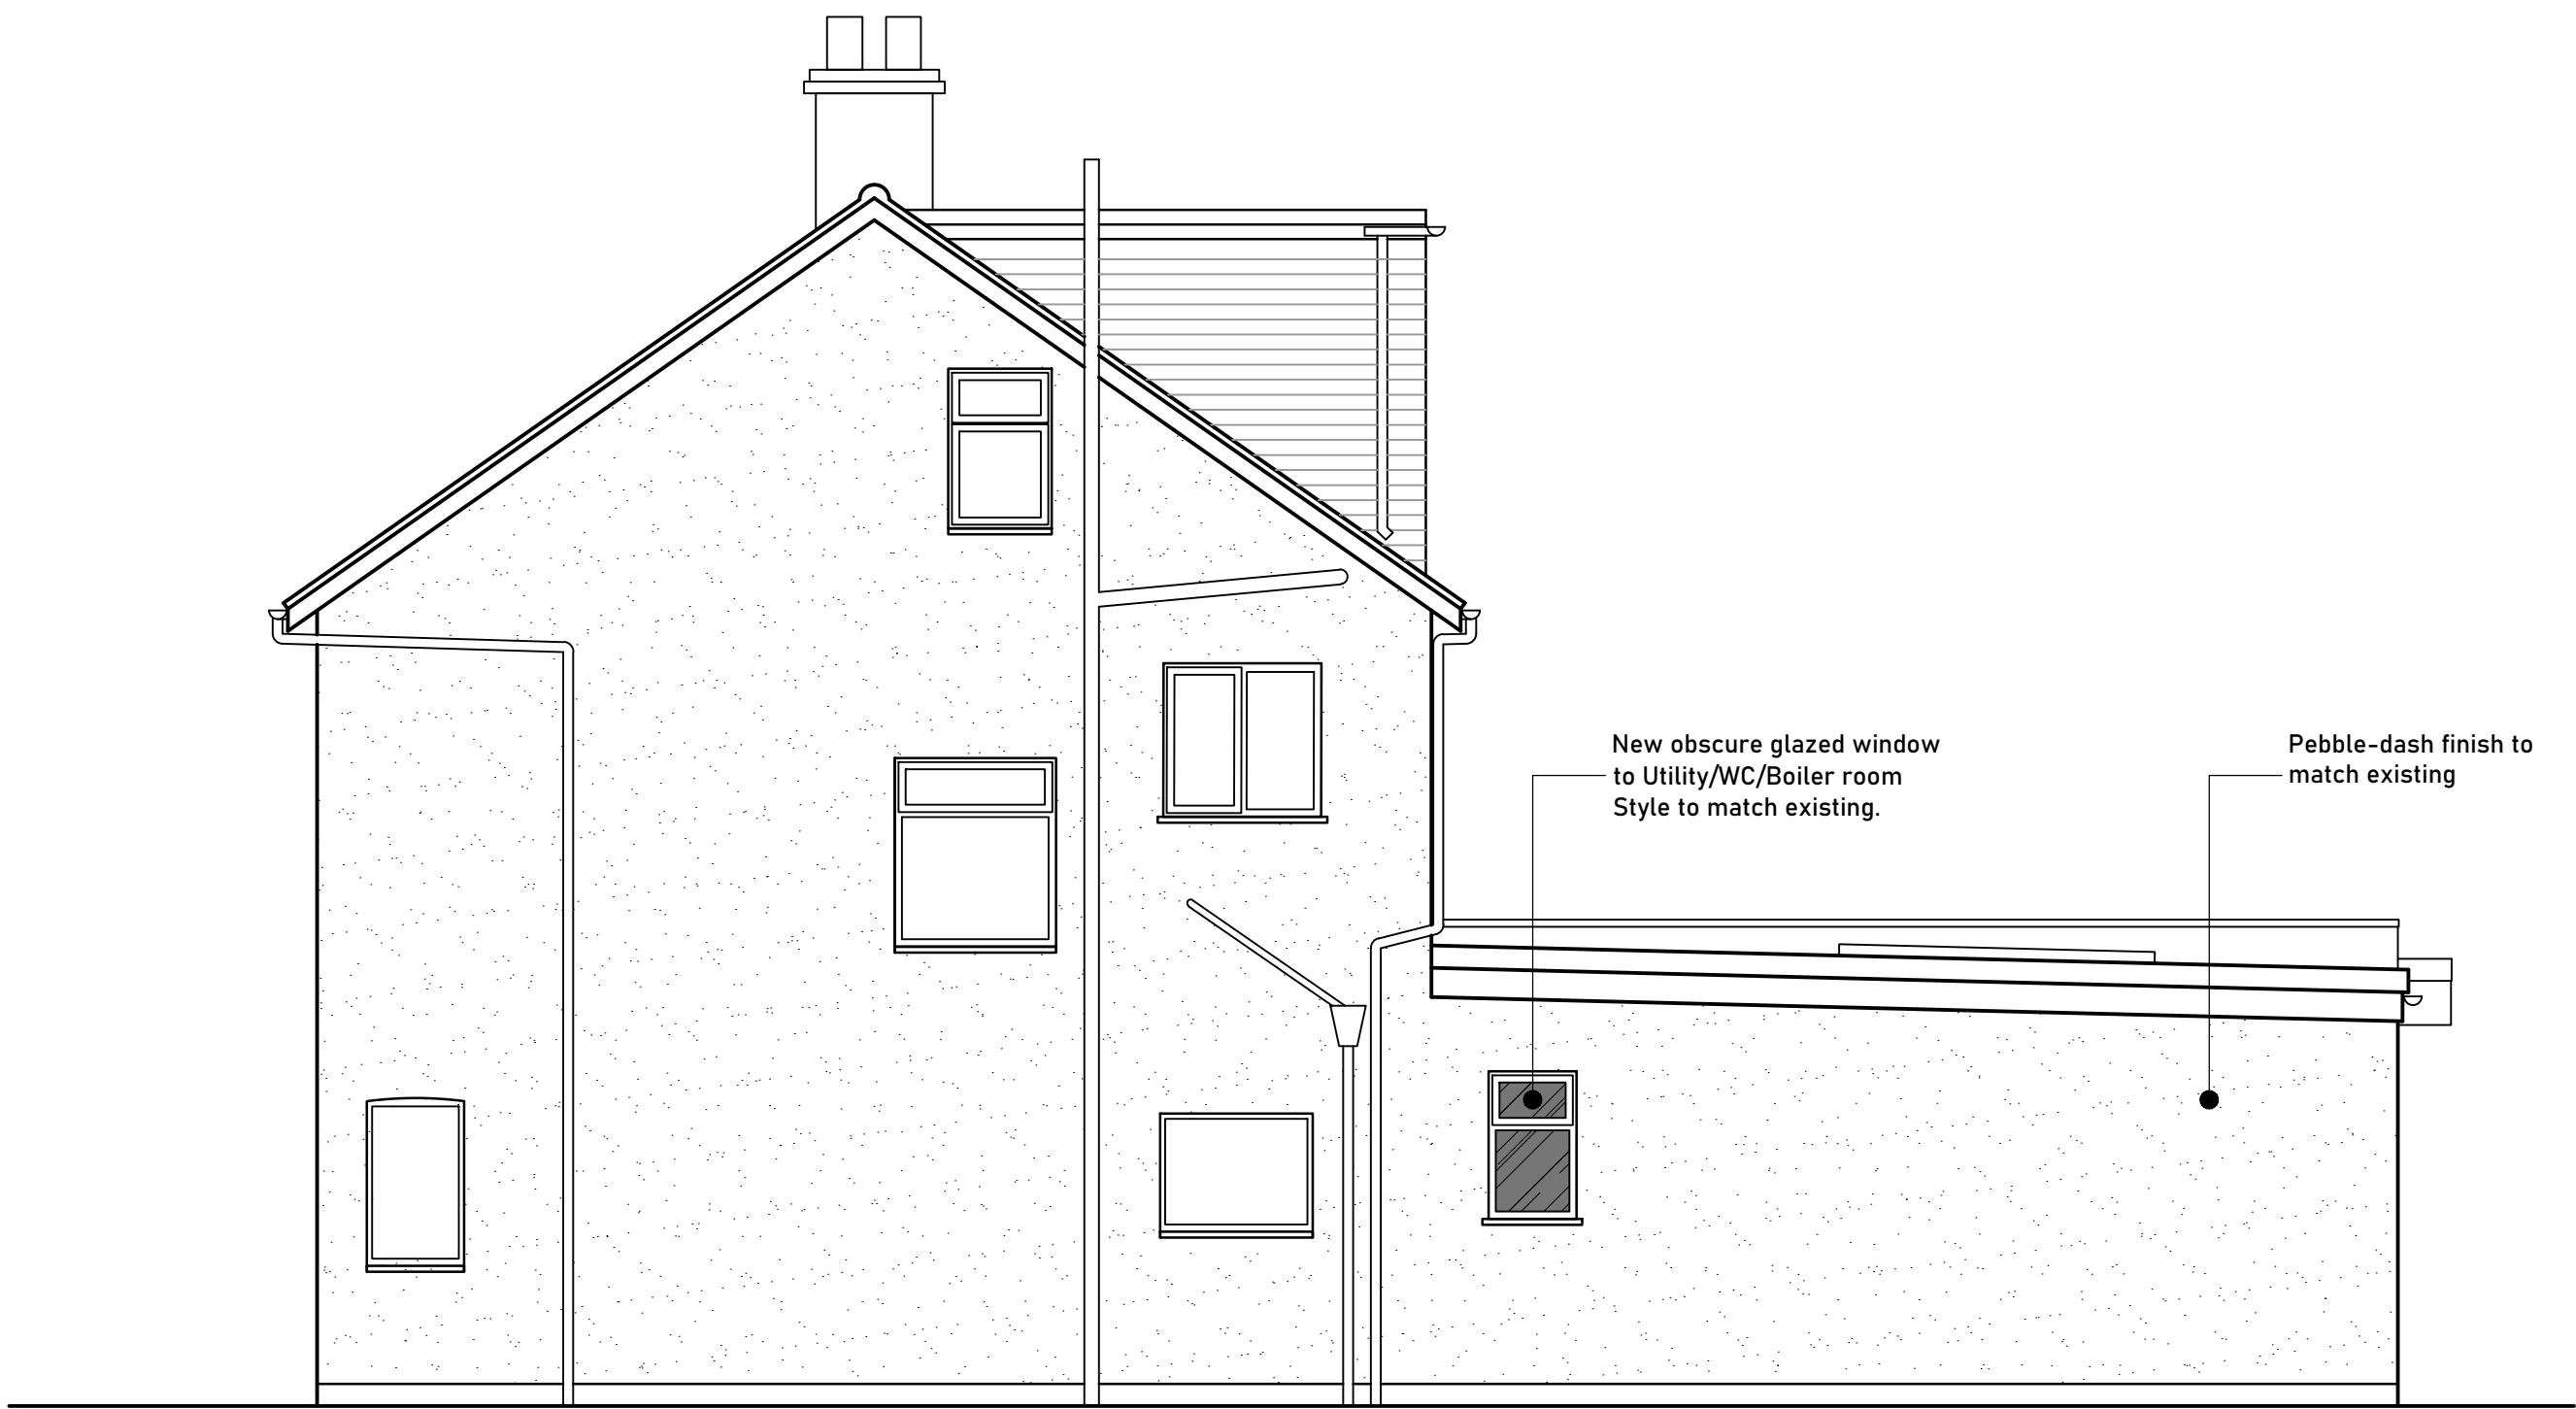 New obscure glazed window
to Utility/WC/Boiler room
Style to match existing.
Pebble-dash finish to
match existing